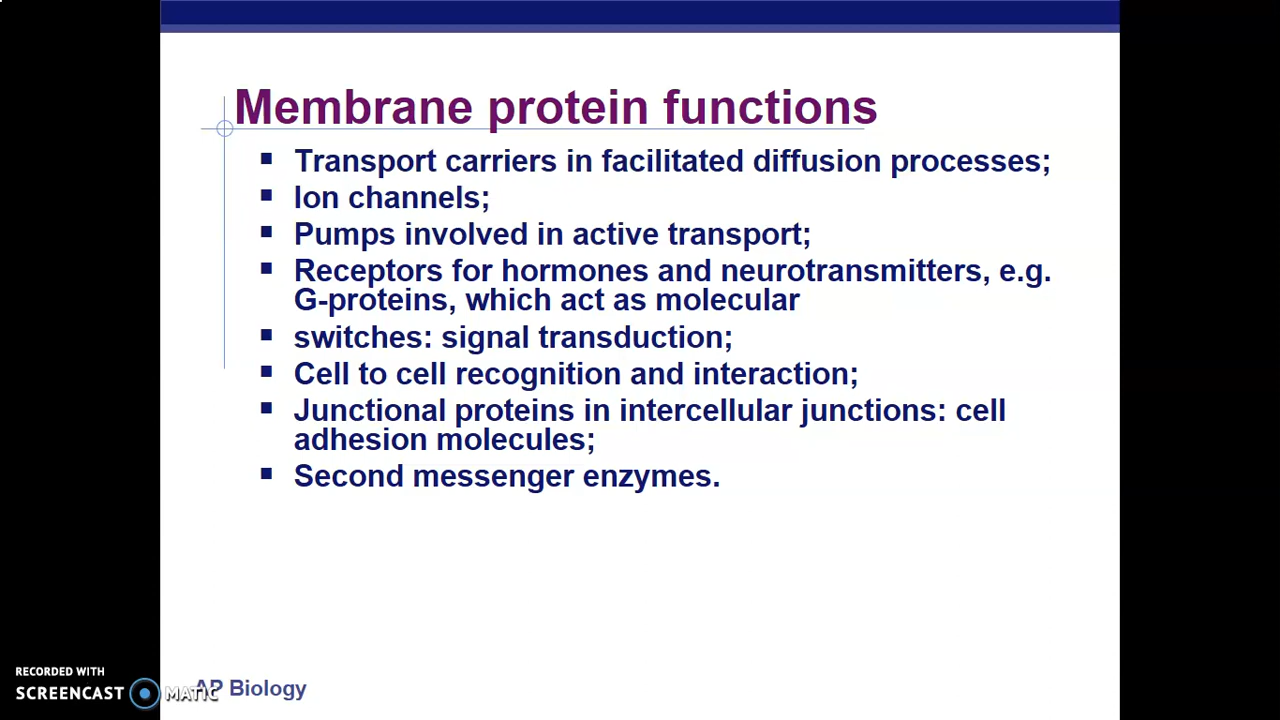 Membrane protein functions
Transport carriers in facilitated diffusion processes;
Ion channels;
Pumps involved in active transport;
Receptors for hormones and neurotransmitters, e.g.
G-proteins, which act as molecular
switches: signal transduction;
Cell to cell recognition and interaction;
Junctional proteins in intercellular junctions: cell
adhesion molecules;
Second messenger enzymes.
RECORDED WITH
SCREENCAST MATIC
AP Biology